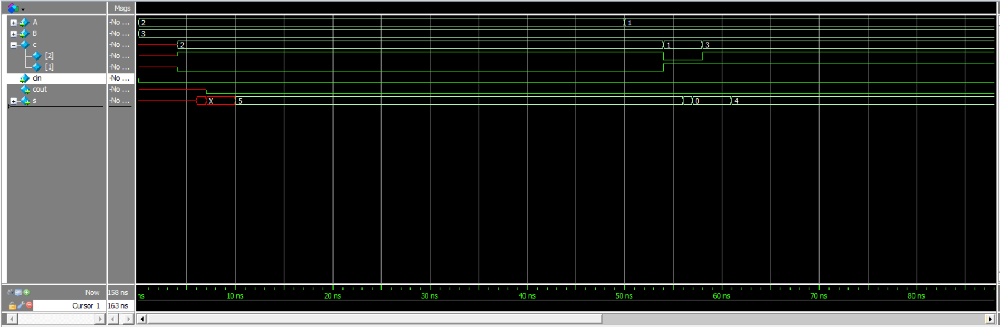 Msgs
A -No ... 2 1
B -No ... 3
c -No ... 2 1 3
[2] -No ...
[1] -No ...
cin -No ...
cout -No ...
s -No ... X 5 0 4
Now 158 ns ns 10 ns 20 ns 30 ns 40 ns 50 ns 60 ns 70 ns 80 ns
Cursor 1 163 ns